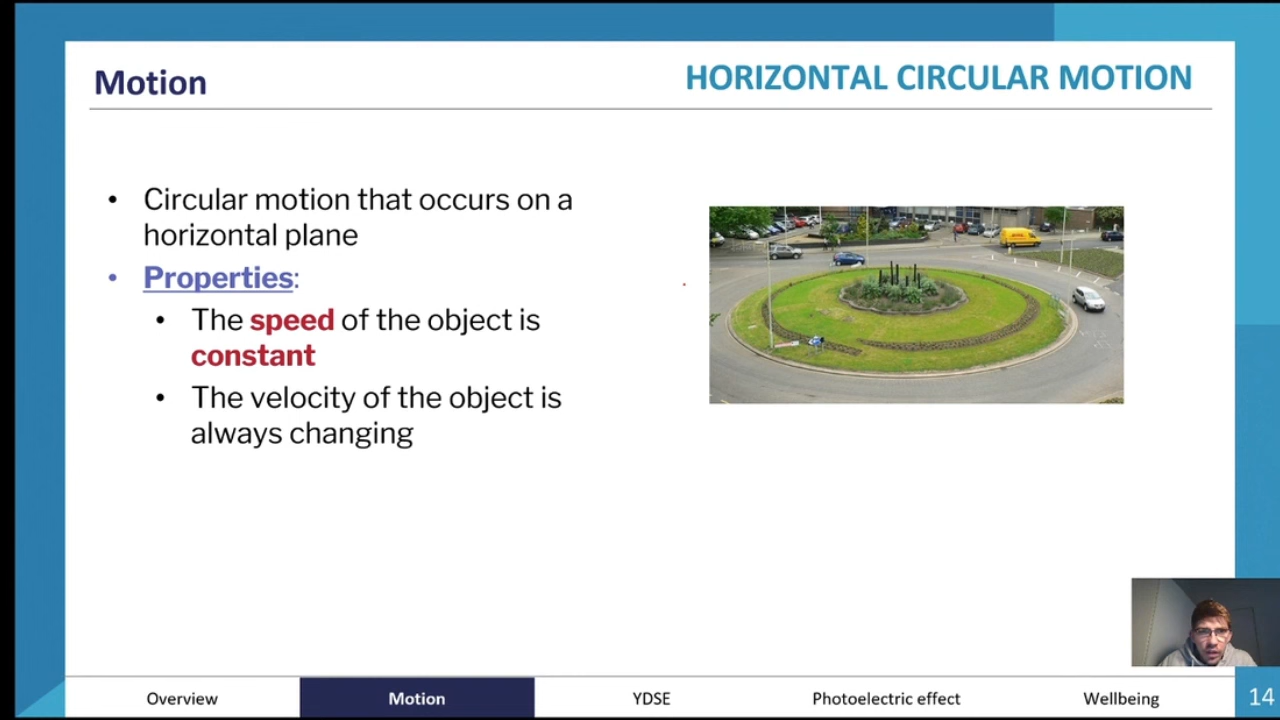 Motion
HORIZONTAL CIRCULAR MOTION
• Circular motion that occurs on a
horizontal plane
• Properties:
• The speed of the object is
constant
• The velocity of the object is
always changing
Overview
Motion
YDSE
Photoelectric effect
Wellbeing
14